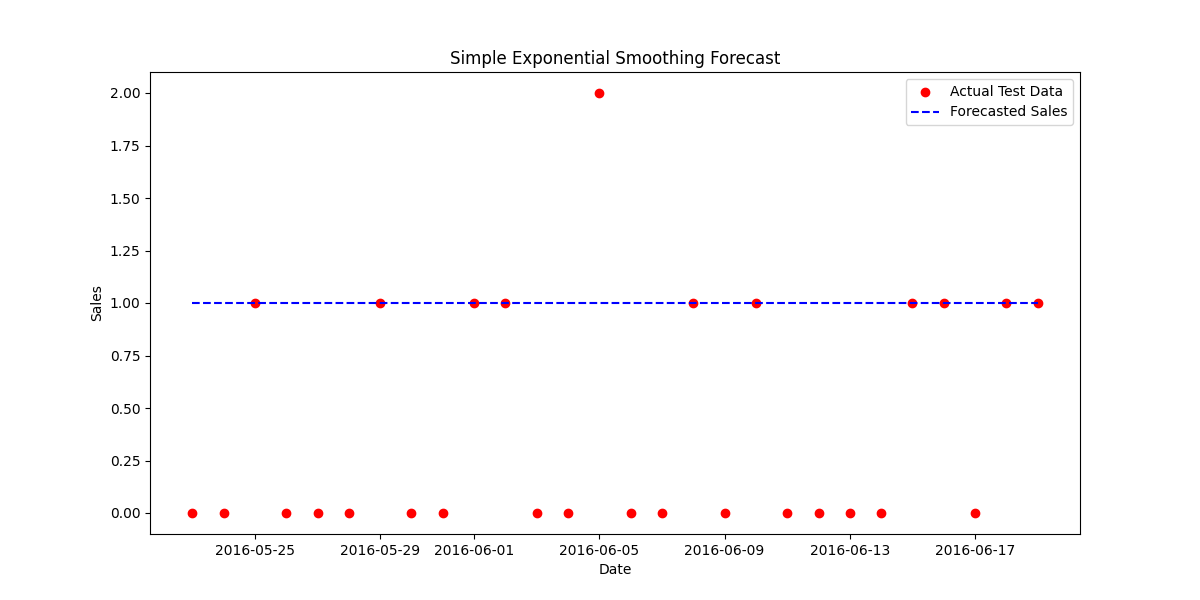 Simple Exponential Smoothing Forecast
Actual Test Data
Forecasted Sales
2.00
1.75
1.50
1.25
1.00
0.75
0.50
0.25
0.00
Sales
2016-05-25 2016-05-29 2016-06-01 2016-06-05 2016-06-09 2016-06-13 2016-06-17
Date